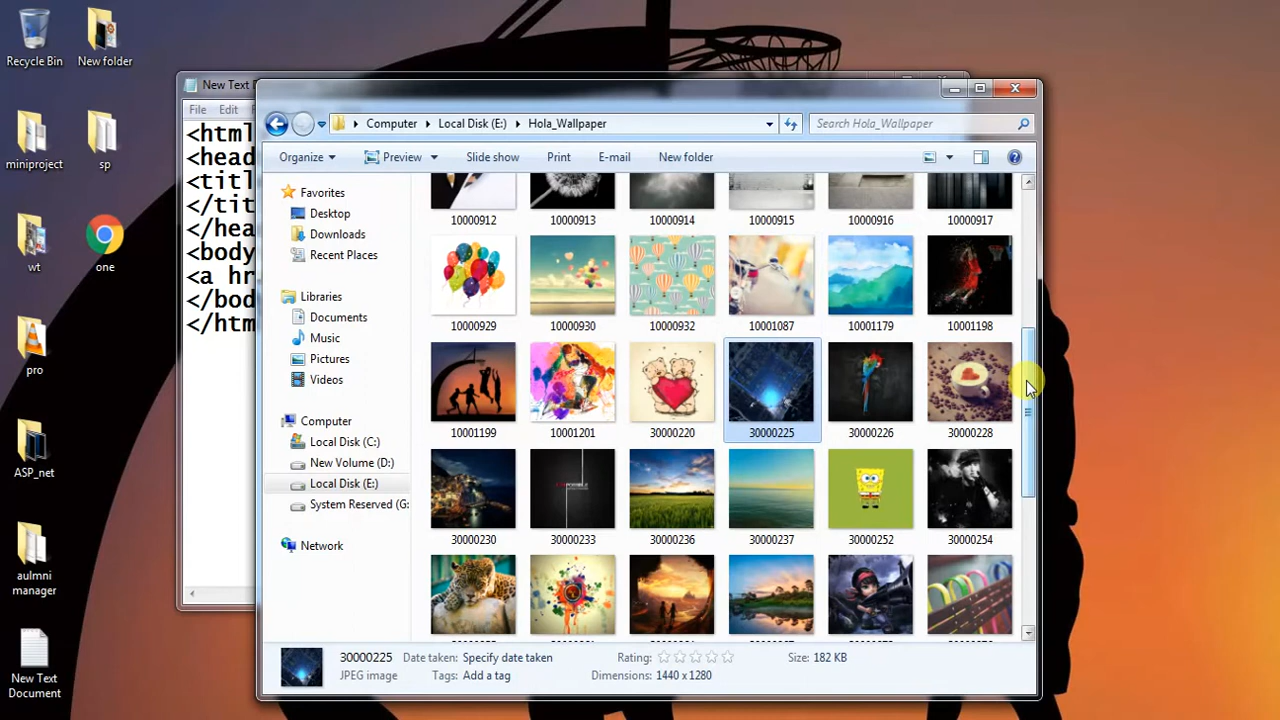 Recycle Bin
New folder
miniproject
sp
wt
one
pro
ASP_net
aulmni
manager
New Text
Document
New Text
File
Edit
<html
<head
<titl
</tit
</hea
<body
<a hr
</bod
</htm
Computer
Local Disk (E:)
Hola_Wallpaper
Search Hola_Wallpaper
Organize
Preview
Slide show
Print
E-mail
New folder
Favorites
Desktop
Downloads
Recent Places
Libraries
Documents
Music
Pictures
Videos
Computer
Local Disk (C:)
New Volume (D:)
Local Disk (E:)
System Reserved (G:
Network
10000912 10000913 10000914 10000915 10000916 10000917
10000929 10000930 10000932 10001087 10001179 10001198
10001199 10001201 30000220 30000225 30000226 30000228
30000230 30000233 30000236 30000237 30000252 30000254
30000225 Date taken: Specify date taken Rating: Size: 182 KB
JPEG image Tags: Add a tag Dimensions: 1440 x 1280